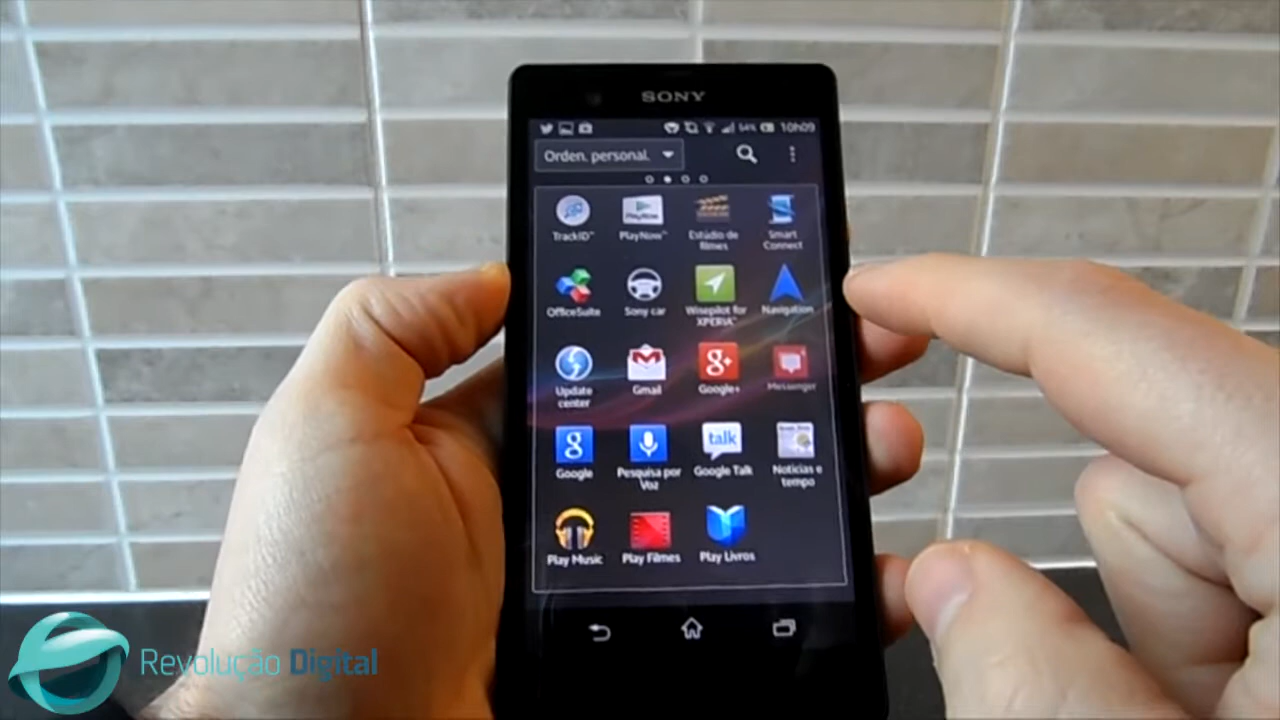 SONY
54% 10h09
Orden. personal.
TrackID™ PlayNow™ Estúdio de filmes Smart Connect
OfficeSuite Sony car Wisepilot for XPERIA™ Navigation
Update center Gmail Google+ Messenger
Google Pesquisa por Voz Google Talk Notícias e tempo
Play Music Play Filmes Play Livros
Revolução Digital